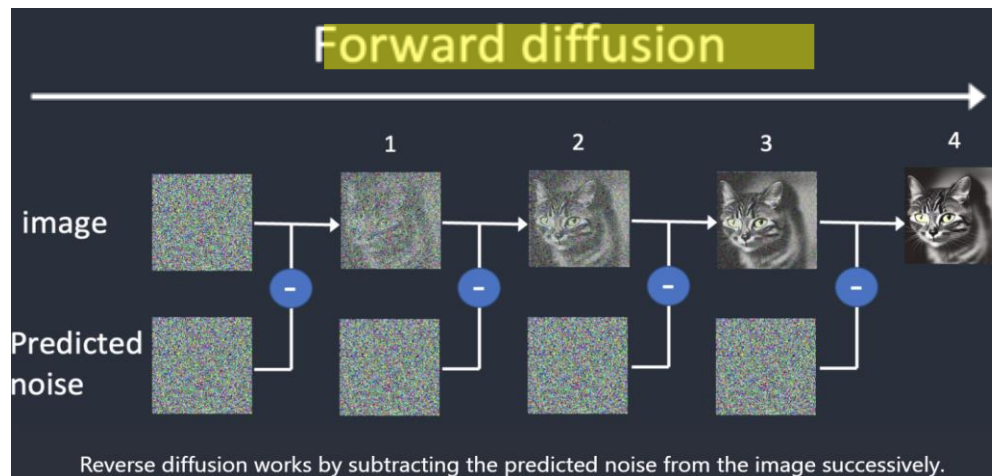 Forward diffusion
1 2 3 4
image
- - - -
Predicted
noise
Reverse diffusion works by subtracting the predicted noise from the image successively.